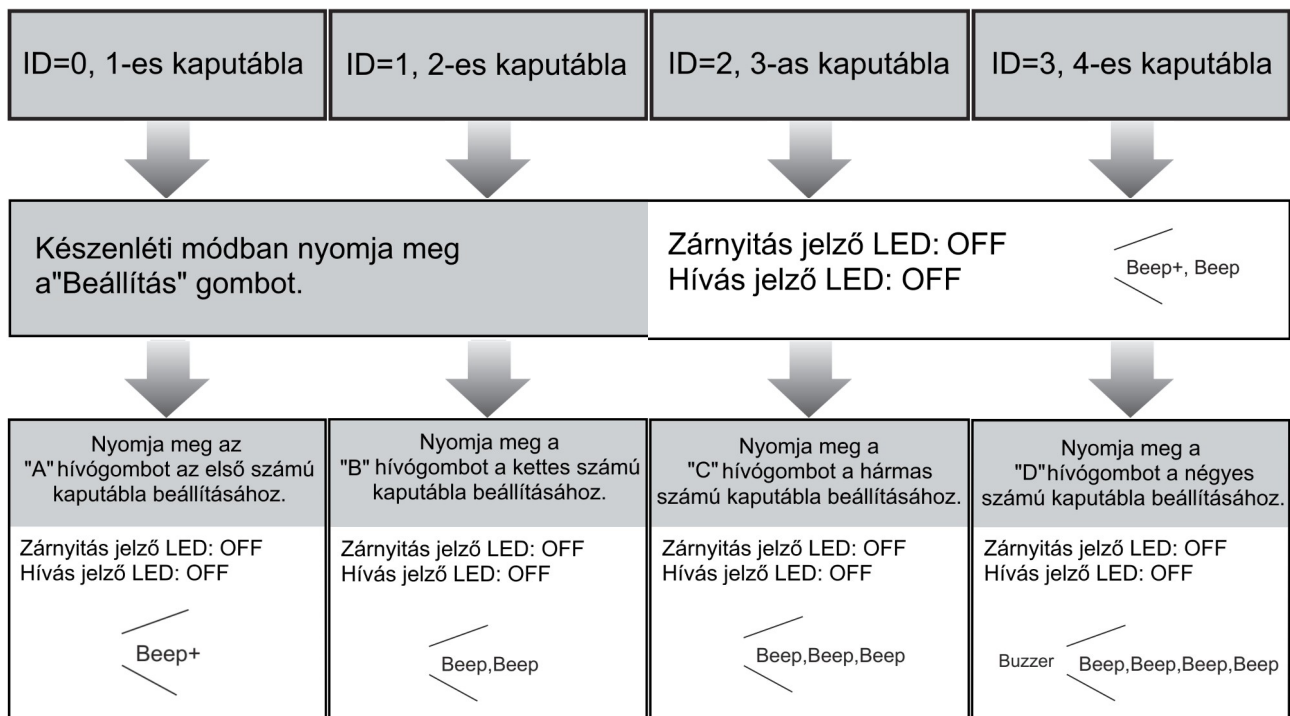 ID=0, 1-es kaputábla
ID=1, 2-es kaputábla
ID=2, 3-as kaputábla
ID=3, 4-es kaputábla
Készenléti módban nyomja meg
a"Beállítás" gombot.
Zárnyitás jelző LED: OFF
Hívás jelző LED: OFF
Beep+, Beep
Nyomja meg az
"A" hívógombot az első számú
kaputábla beállításához.
Zárnyitás jelző LED: OFF
Hívás jelző LED: OFF
Beep+
Nyomja meg a
"B" hívógombot a kettes számú
kaputábla beállításához.
Zárnyitás jelző LED: OFF
Hívás jelző LED: OFF
Beep,Beep
Nyomja meg a
"C" hívógombot a hármas
számú kaputábla beállításához.
Zárnyitás jelző LED: OFF
Hívás jelző LED: OFF
Beep,Beep,Beep
Nyomja meg a
"D"hívógombot a négyes
számú kaputábla beállításához.
Zárnyitás jelző LED: OFF
Hívás jelző LED: OFF
Buzzer
Beep,Beep,Beep,Beep